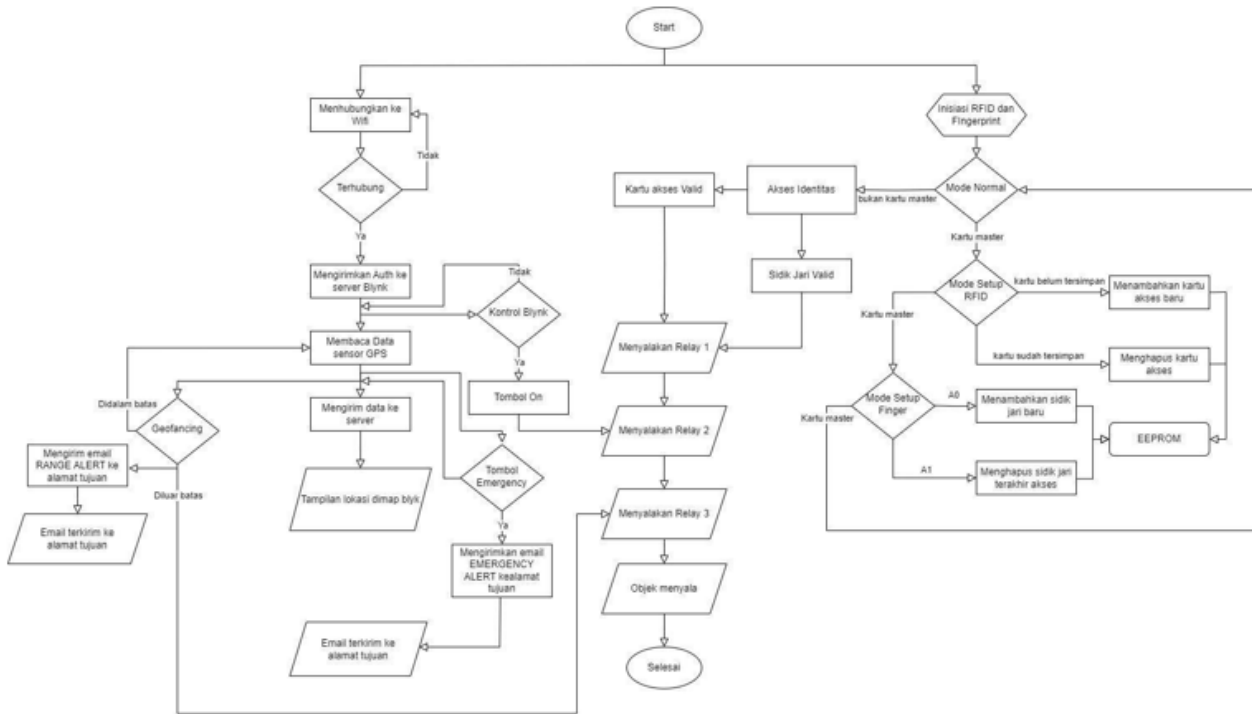 Start
Menhubungkan ke
Wifi
Tidak
Terhubung
Ya
Mengirimkan Auth ke
server Blynk
Tidak
Kontrol Blynk
Ya
Tombol On
Membaca Data
sensor GPS
Didalam batas
Geofancing
Mengirim data ke
server
Mengirim email
RANGE ALERT ke
alamat tujuan
Diluar batas
Email terkirim ke
alamat tujuan
Tampilan lokasi dimap blyk
Tombol
Emergency
Ya
Mengirimkan email
EMERGENCY
ALERT kealamat
tujuan
Email terkirim ke
alamat tujuan
Inisiasi RFID dan
FIngerprint
Mode Normal
bukan kartu master
Akses Identitas
Kartu akses Valid
Sidik Jari Valid
Kartu master
Mode Setup
RFID
kartu belum tersimpan
Menambahkan kartu
akses baru
kartu sudah tersimpan
Menghapus kartu
akses
Kartu master
Mode Setup
Finger
Kartu master
A0
Menambahkan sidik
jari baru
A1
Menghapus sidik jari
terakhir akses
EEPROM
Menyalakan Relay 1
Menyalakan Relay 2
Menyalakan Relay 3
Objek menyala
Selesai